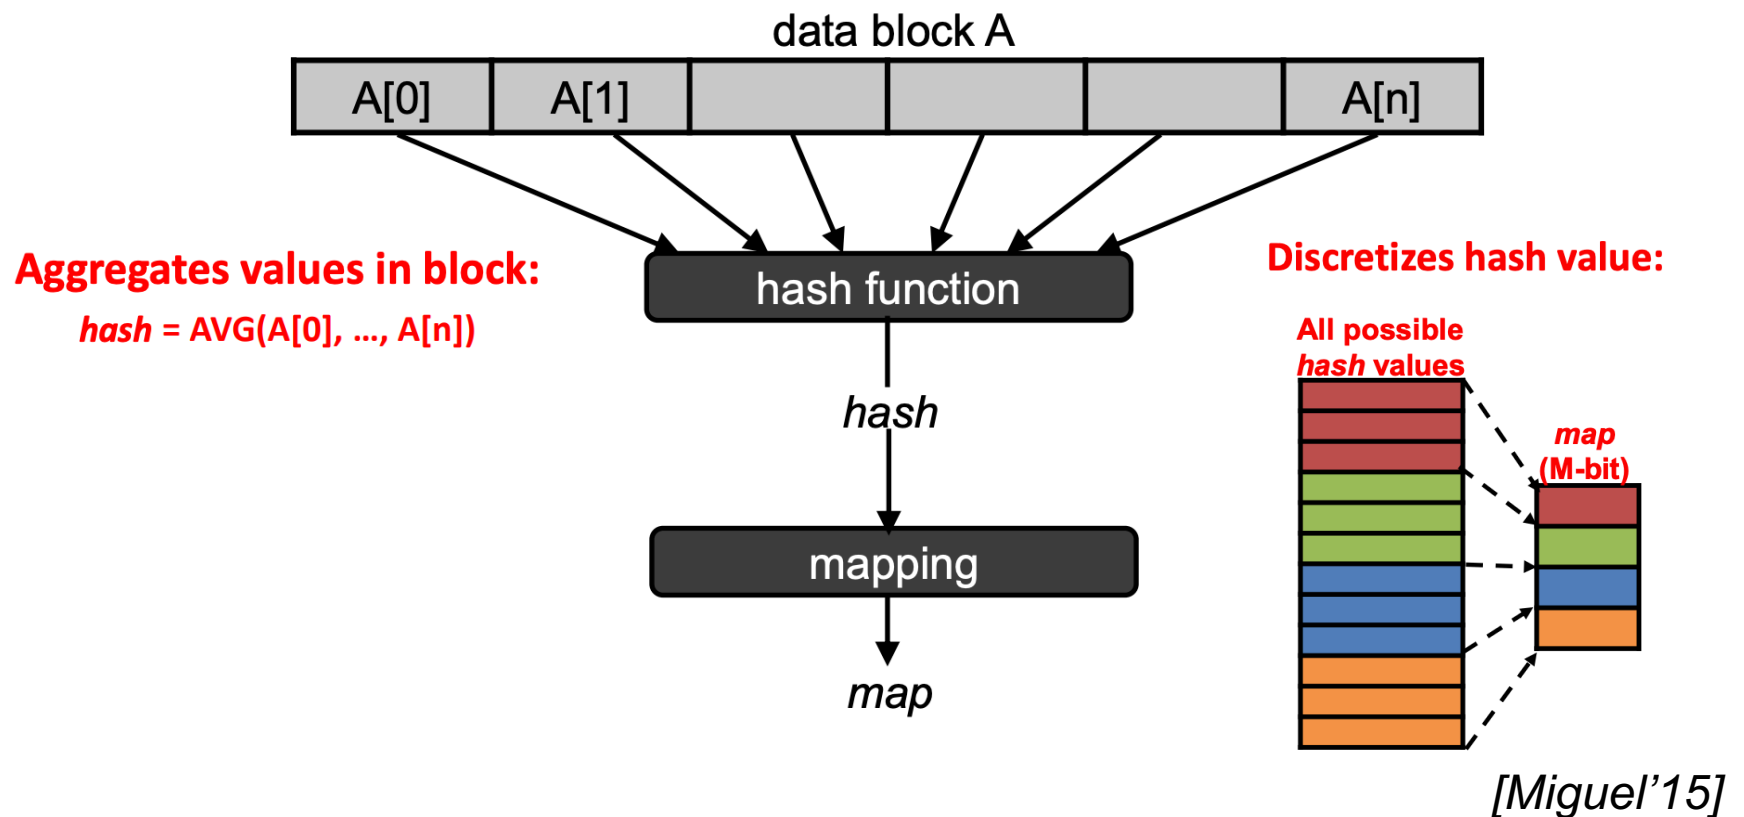 data block A
A[0] A[1] A[n]
Aggregates values in block:
hash = AVG(A[0], ..., A[n])
hash function
hash
mapping
map
Discretizes hash value:
All possible
hash values
map
(M-bit)
[Miguel’15]